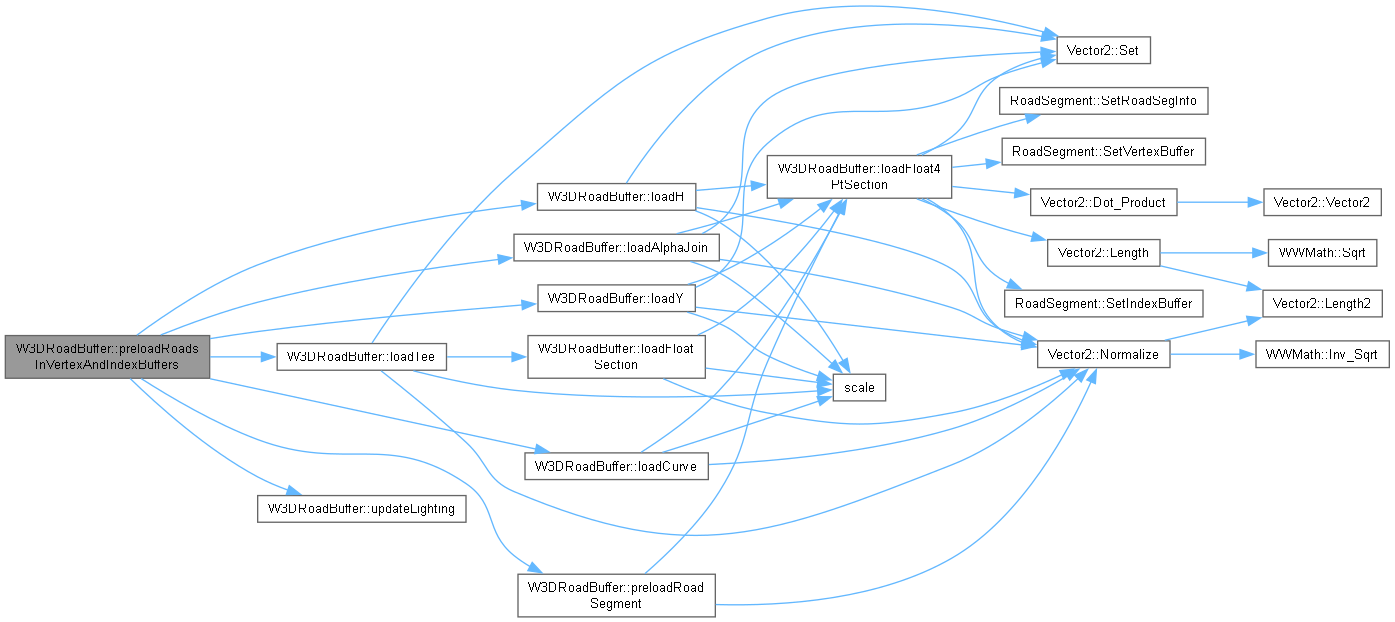 W3DRoadBuffer::preloadRoads
InVertexAndIndexBuffers
W3DRoadBuffer::loadTee
W3DRoadBuffer::updateLighting
W3DRoadBuffer::loadH
W3DRoadBuffer::loadAlphaJoin
W3DRoadBuffer::loadY
W3DRoadBuffer::loadFloat
Section
W3DRoadBuffer::loadCurve
W3DRoadBuffer::preloadRoad
Segment
W3DRoadBuffer::loadFloat4
PtSection
scale
Vector2::Set
RoadSegment::SetRoadSegInfo
RoadSegment::SetVertexBuffer
Vector2::Dot_Product
Vector2::Length
RoadSegment::SetIndexBuffer
Vector2::Normalize
Vector2::Vector2
WWMath::Sqrt
Vector2::Length2
WWMath::Inv_Sqrt